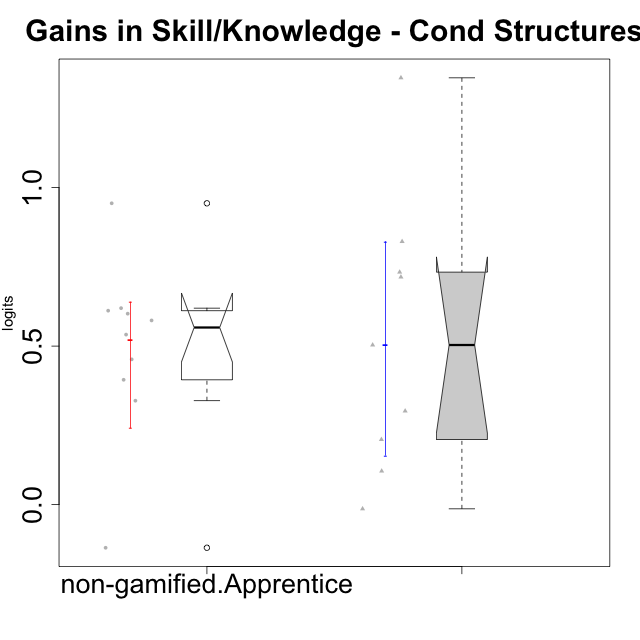 Gains in Skill/Knowledge - Cond Structures
logits
1.0
0.5
0.0
non-gamified.Apprentice